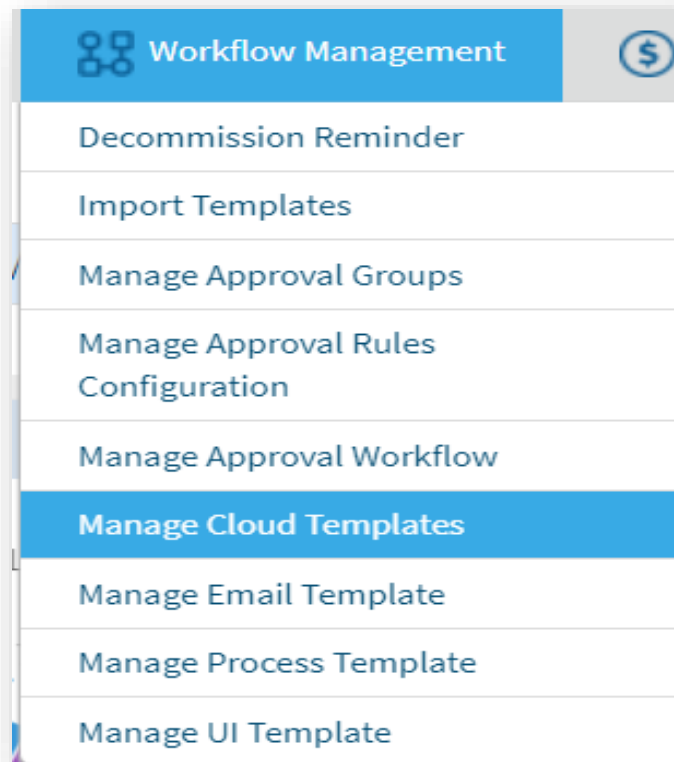 Workflow Management
$
Decommission Reminder
Import Templates
Manage Approval Groups
Manage Approval Rules
Configuration
Manage Approval Workflow
Manage Cloud Templates
Manage Email Template
Manage Process Template
Manage UI Template